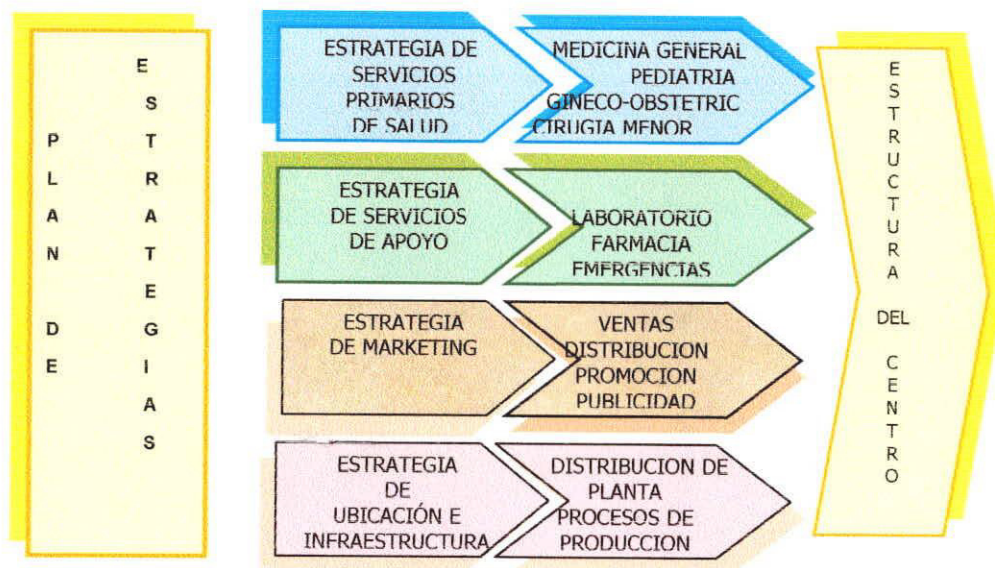 PLAN DE
ESTRATEGIAS
ESTRATEGIA DE
SERVICIOS
PRIMARIOS
DE SALUD
MEDICINA GENERAL
PEDIATRIA
GINECO-OBSTETRIC
CIRUGIA MENOR
ESTRATEGIA
DE SERVICIOS
DE APOYO
LABORATORIO
FARMACIA
EMERGENCIAS
ESTRATEGIA
DE MARKETING
VENTAS
DISTRIBUCION
PROMOCION
PUBLICIDAD
ESTRATEGIA
DE
UBICACIÓN E
INFRAESTRUCTURA
DISTRIBUCION DE
PLANTA
PROCESOS DE
PRODUCCION
ESTRUCTURA
DEL
CENTRO